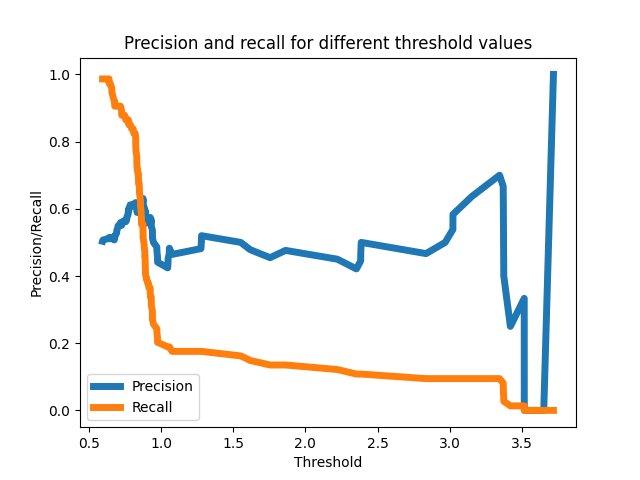 Precision and recall for different threshold values
1.0
0.8
0.6
0.4
0.2
0.0
Precision/Recall
Precision
Recall
0.5 1.0 1.5 2.0 2.5 3.0 3.5
Threshold